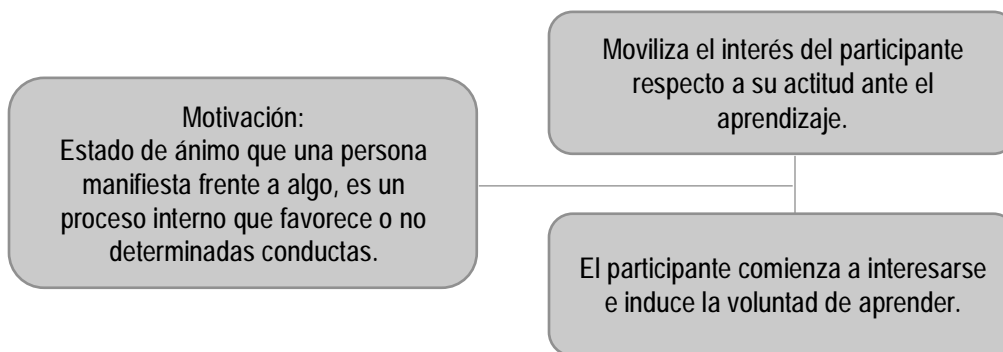 Motivación:
Estado de ánimo que una persona
manifiesta frente a algo, es un
proceso interno que favorece o no
determinadas conductas.
Moviliza el interés del participante
respecto a su actitud ante el
aprendizaje.
El participante comienza a interesarse
e induce la voluntad de aprender.